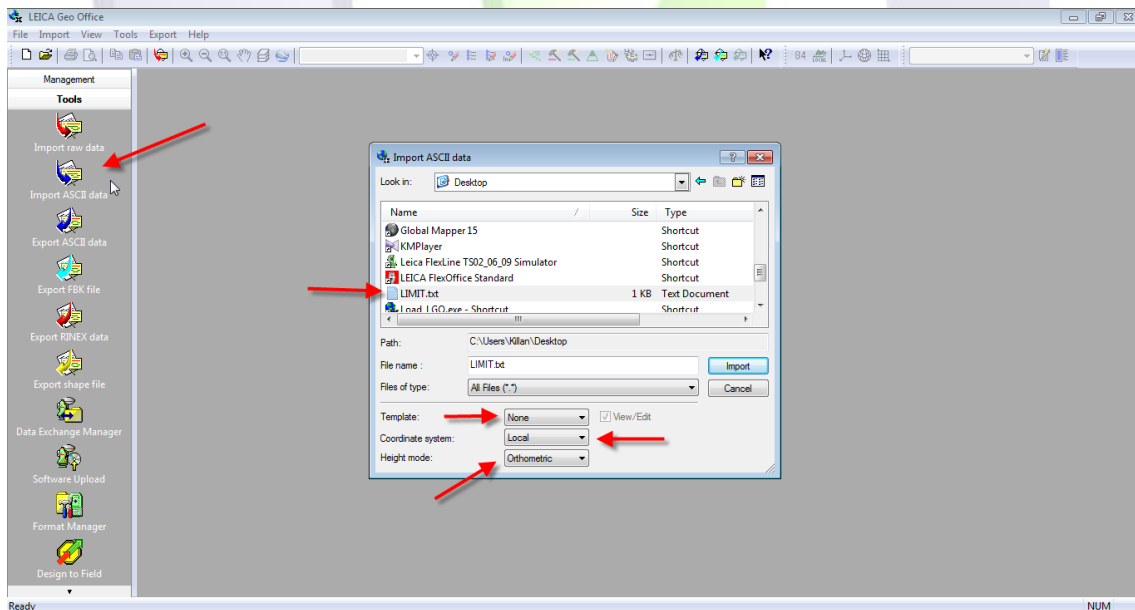 LEICA Geo Office
File Import View Tools Export Help
84
Management
Tools
Import raw data
Import ASCII data
Export ASCII data
Export FBK file
Export RINEX data
Export shape file
Data Exchange Manager
Software Upload
Format Manager
Design to Field
Import ASCII data
Look in: Desktop
Name / Size Type
Global Mapper 15 Shortcut
KMPlayer Shortcut
Leica FlexLine TS02_06_09 Simulator Shortcut
LEICA FlexOffice Standard Shortcut
LIMIT.txt 1 KB Text Document
Load_LGO.exe - Shortcut Shortcut
Path: C:\Users\Killan\Desktop
File name : LIMIT.txt Import
Files of type: All Files (*.*) Cancel
Template: None View/Edit
Coordinate system: Local
Height mode: Orthometric
Ready NUM